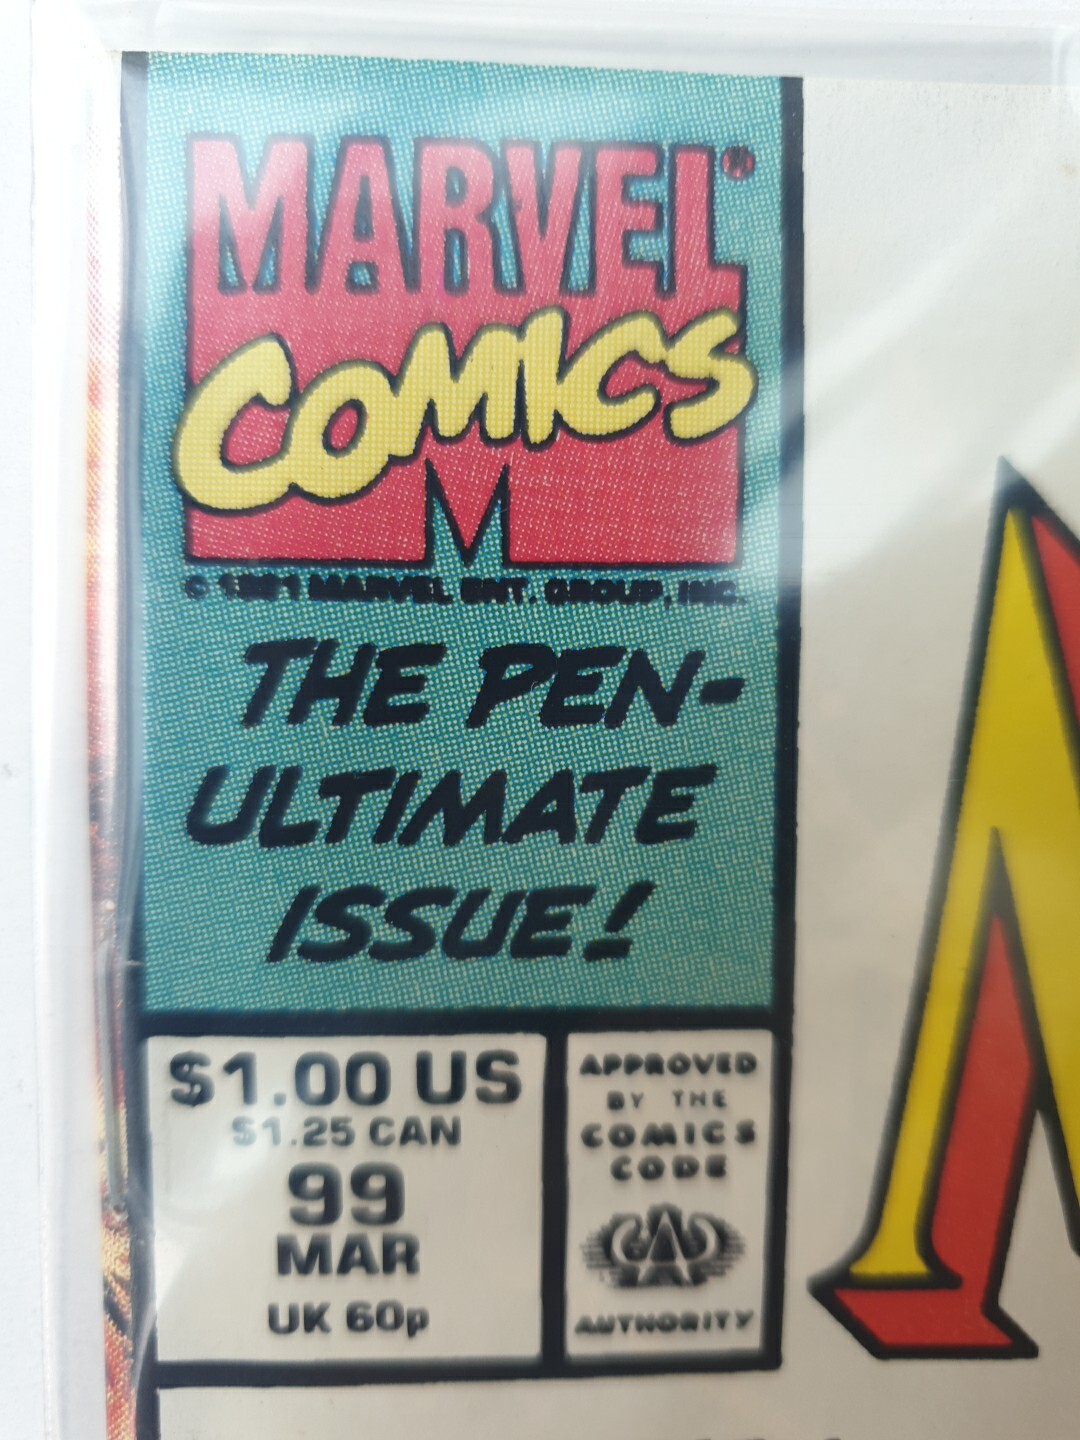 MARVEL®
COMICS
© 1991 MARVEL ENT. GROUP, INC.
THE PEN-
ULTIMATE
ISSUE!
$1.00 US
$1.25 CAN
99
MAR
UK 60p
APPROVED
BY THE
COMICS
CODE
AUTHORITY